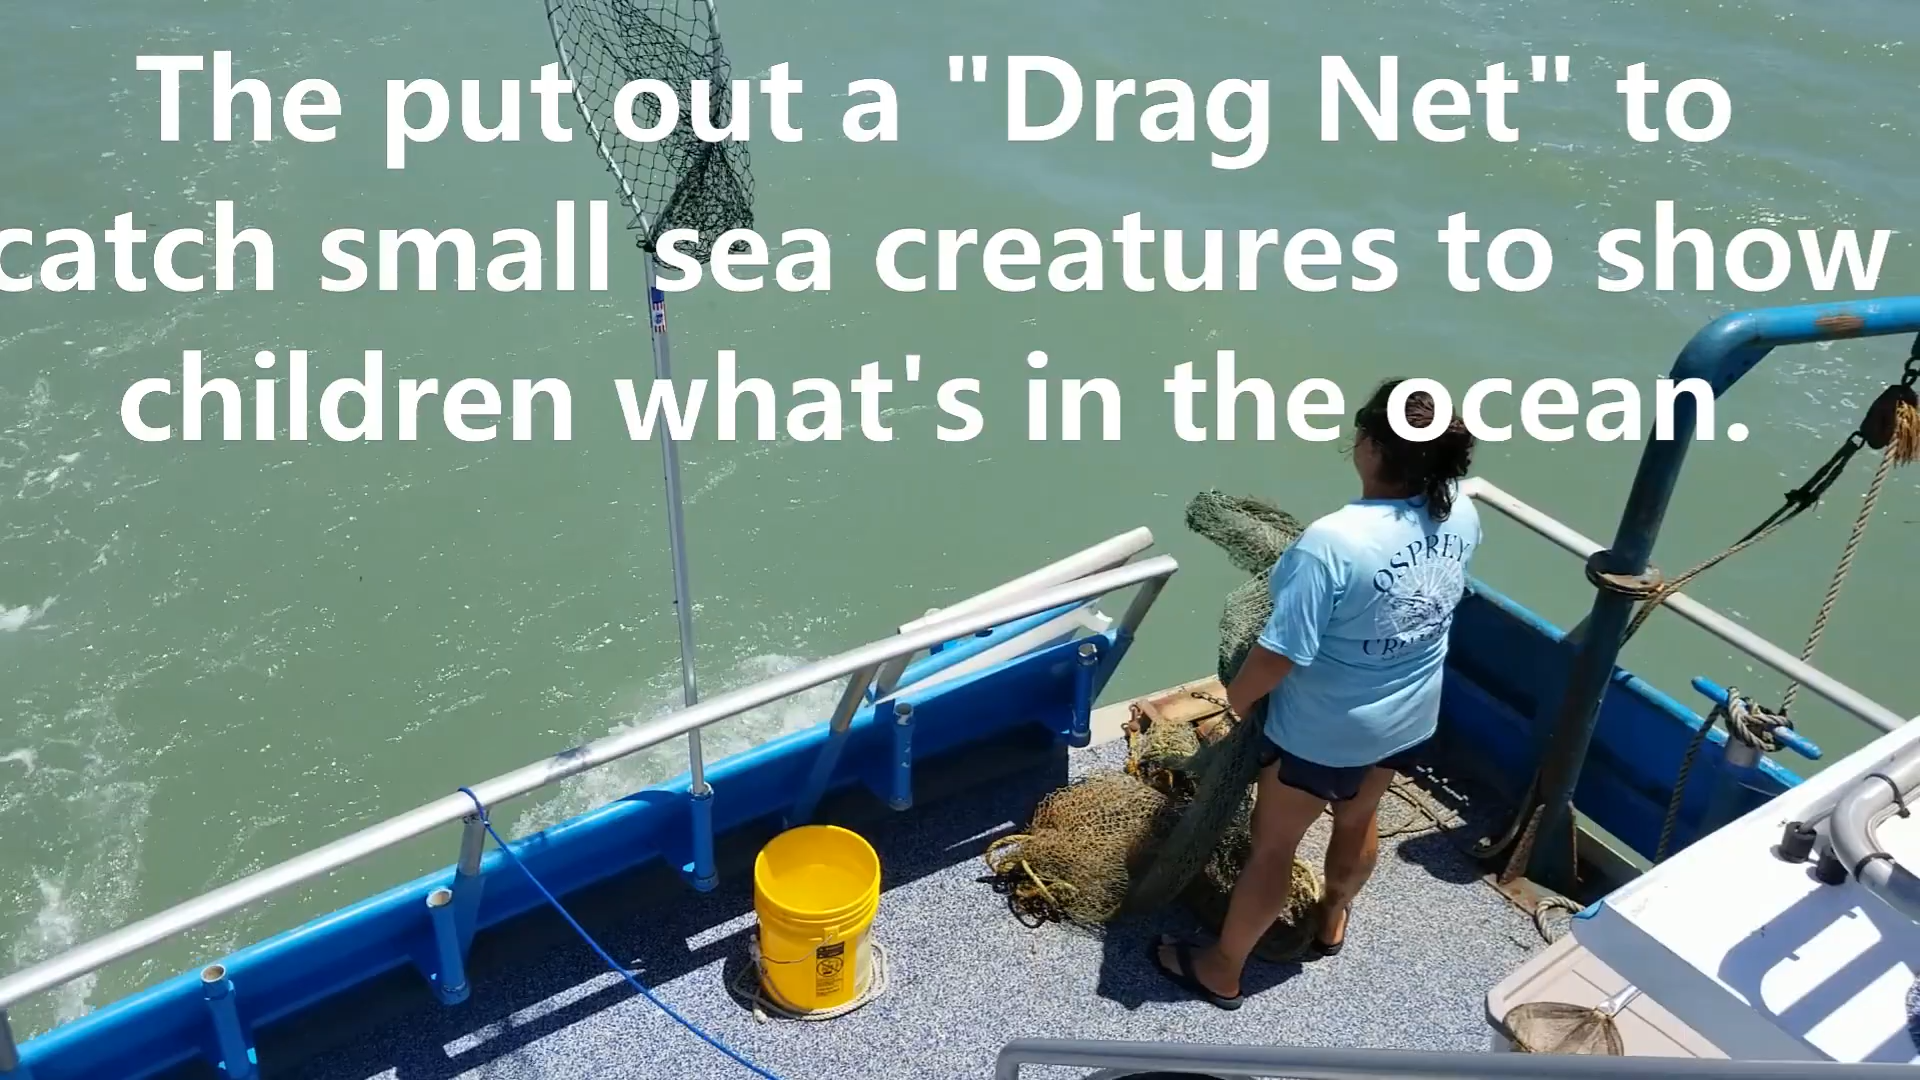 The put out a "Drag Net" to
catch small sea creatures to show
children what's in the ocean.
OSPREY